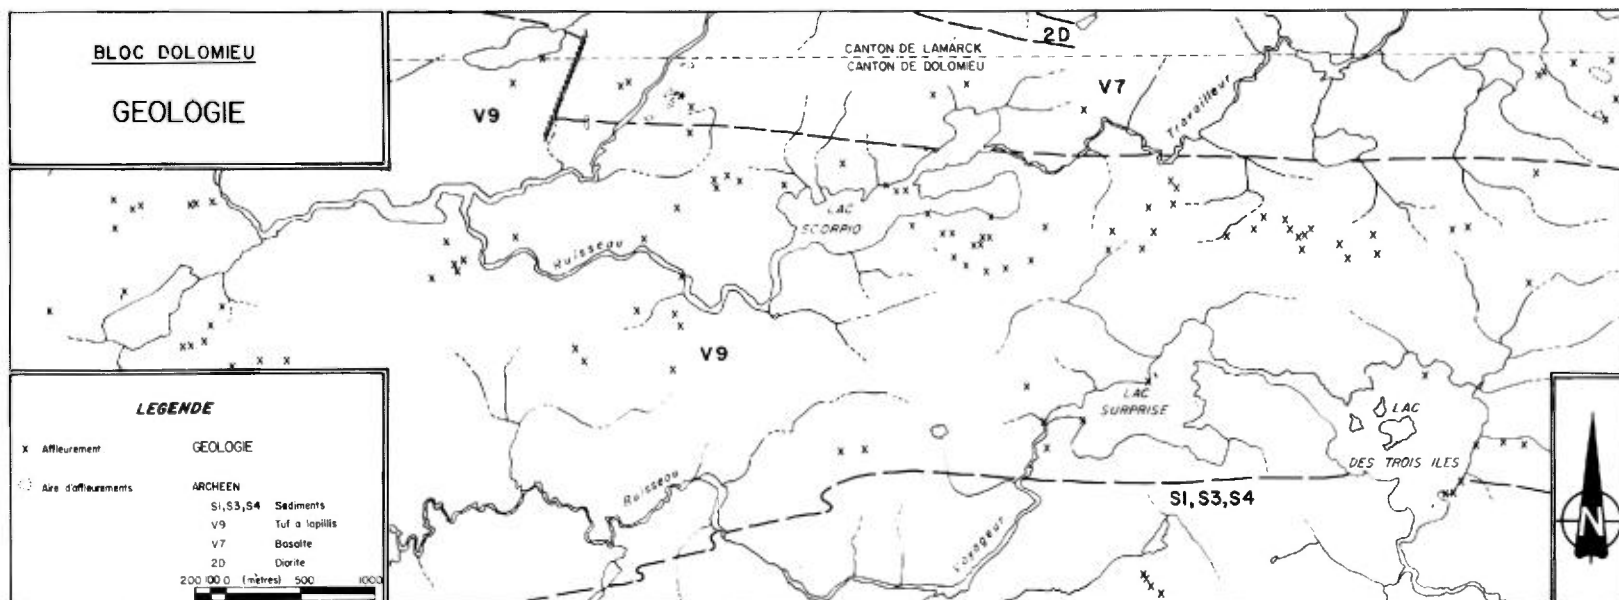 BLOC DOLOMIEU
GEOLOGIE
2D
CANTON DE LAMARCK
CANTON DE DOLOMIEU
V7
V9
Travailleur
LAC
SCORPIO
Ruisseau
V9
LAC
SURPRISE
LAC
DES TROIS ILES
Ruisseau
Voyageur
S1, S3, S4
LEGENDE
x Affleurement
GEOLOGIE
Aire d'affleurements
ARCHEEN
S1, S3, S4 Sediments
V9 Tuf a lapillis
V7 Basalte
2D Diorite
200 100 0 (mètres) 500 1000
N